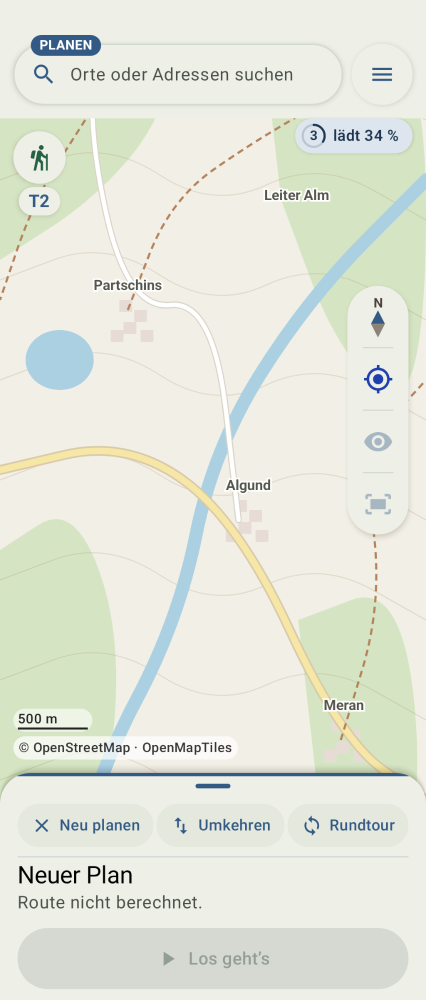 PLANEN
Orte oder Adressen suchen
3 lädt 34 %
T2
Leiter Alm
Partschins
N
Algund
Meran
500 m
© OpenStreetMap · OpenMapTiles
Neu planen
Umkehren
Rundtour
Neuer Plan
Route nicht berechnet.
Los geht's